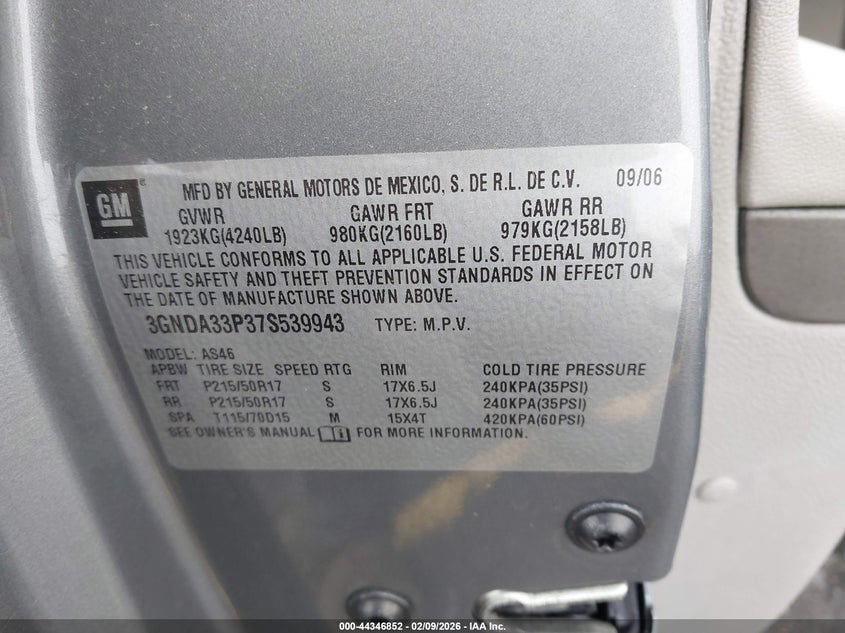 GM
MFD BY GENERAL MOTORS DE MEXICO, S. DE R.L. DE C.V. 09/06
GVWR GAWR FRT GAWR RR
1923KG(4240LB) 980KG(2160LB) 979KG(2158LB)
THIS VEHICLE CONFORMS TO ALL APPLICABLE U.S. FEDERAL MOTOR
VEHICLE SAFETY AND THEFT PREVENTION STANDARDS IN EFFECT ON
THE DATE OF MANUFACTURE SHOWN ABOVE.
3GNDA33P37S539943 TYPE: M.P.V.
MODEL: AS46
APBW TIRE SIZE SPEED RTG RIM COLD TIRE PRESSURE
FRT P215/50R17 S 17X6.5J 240KPA(35PSI)
RR P215/50R17 S 17X6.5J 240KPA(35PSI)
SPA T115/70D15 M 15X4T 420KPA(60PSI)
SEE OWNER'S MANUAL FOR MORE INFORMATION.
000-44346852 - 02/09/2026 - IAA Inc.